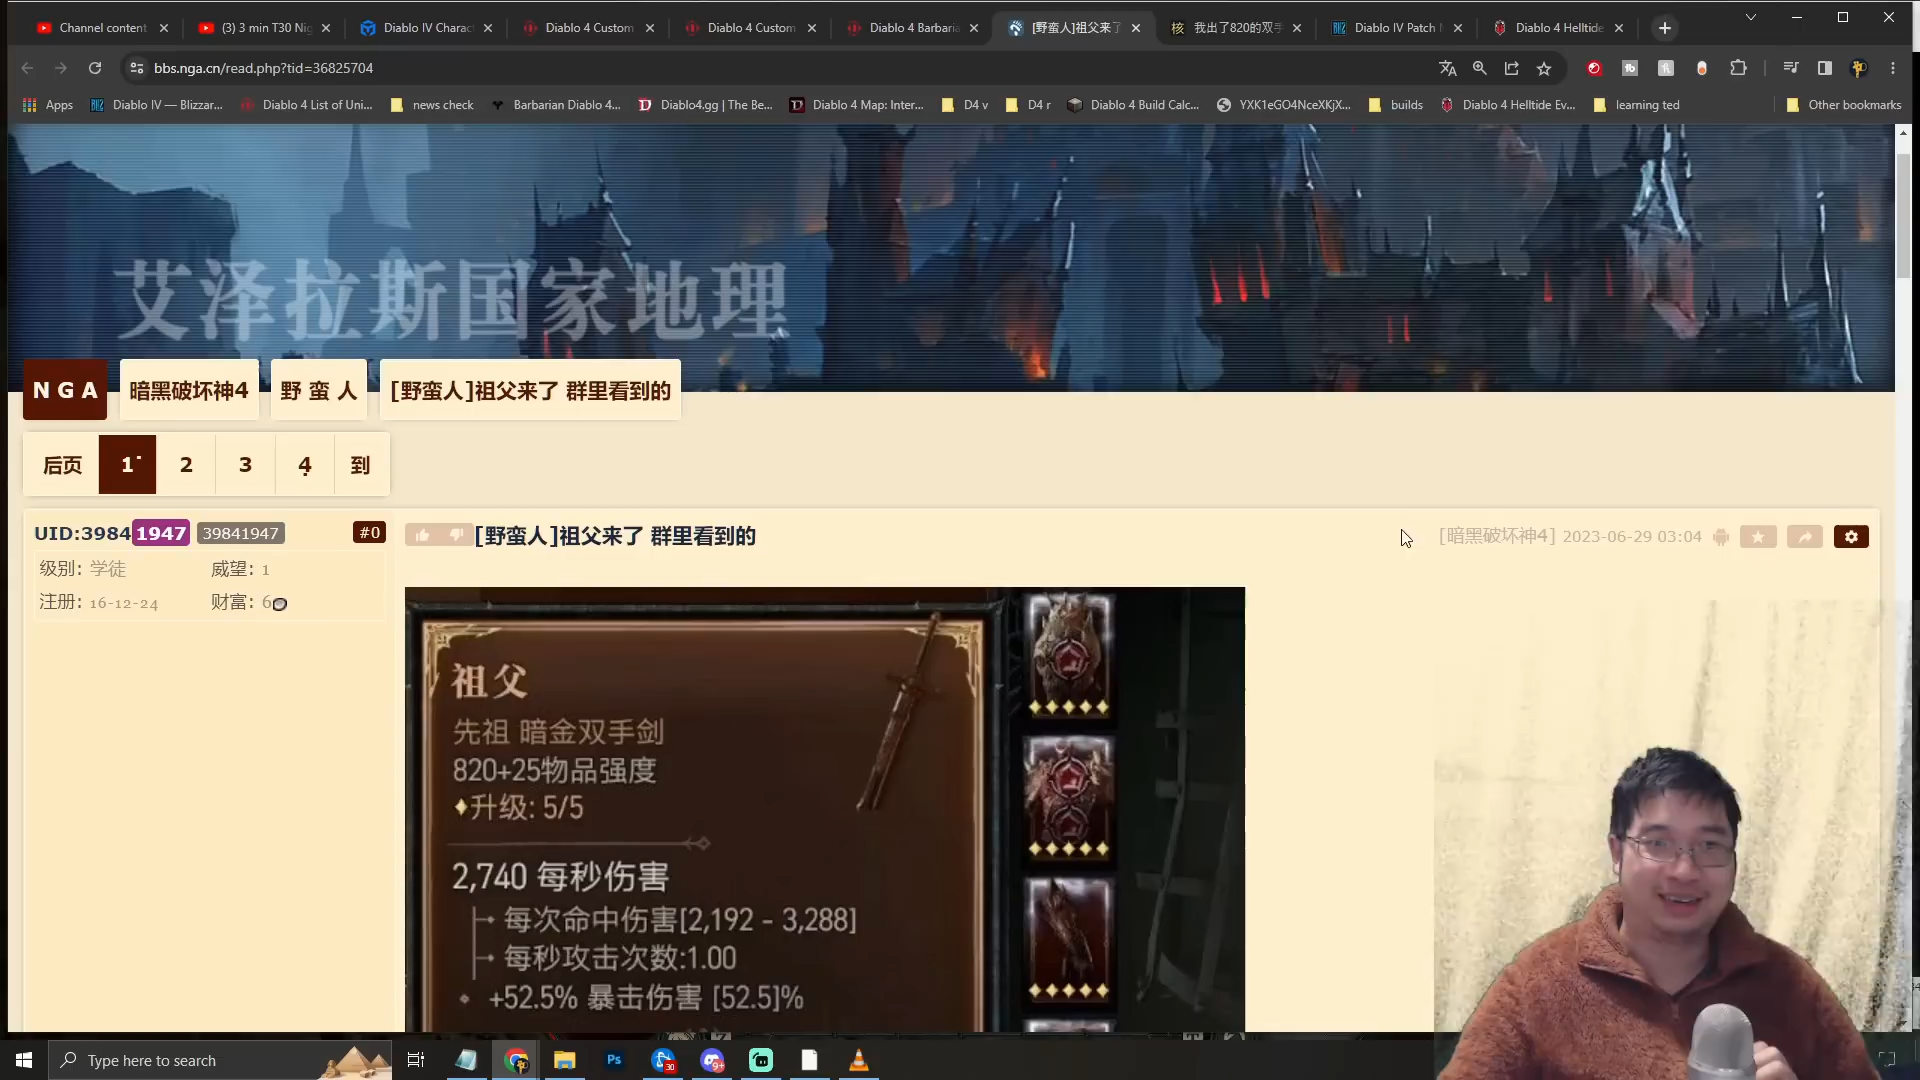 Channel content
(3) 3 min T30 Nig
Diablo IV Charac
Diablo 4 Custom
Diablo 4 Custom
Diablo 4 Barbaria
[野蛮人]祖父来了
我出了820的双手
Diablo IV Patch
Diablo 4 Helltide
bbs.nga.cn/read.php?tid=36825704
Apps
Diablo IV — Blizzar...
Diablo 4 List of Uni...
news check
Barbarian Diablo 4...
Diablo4.gg | The Be...
Diablo 4 Map: Inter...
D4 v
D4 r
Diablo 4 Build Calc...
YXK1eGO4NceXKjX...
builds
Diablo 4 Helltide Ev...
learning ted
Other bookmarks
艾泽拉斯国家地理
NGA
暗黑破坏神4
野蛮人
[野蛮人]祖父来了 群里看到的
后页
1
2
3
4
到
UID:39841947 39841947 #0
[野蛮人]祖父来了 群里看到的
[暗黑破坏神4] 2023-06-29 03:04
级别: 学徒 威望: 1
注册: 16-12-24 财富: 6
祖父
先祖 暗金双手剑
820+25物品强度
升级: 5/5
2,740 每秒伤害
每次命中伤害[2,192 - 3,288]
每秒攻击次数:1.00
+52.5% 暴击伤害 [52.5]%
Type here to search
Ps
30
9+